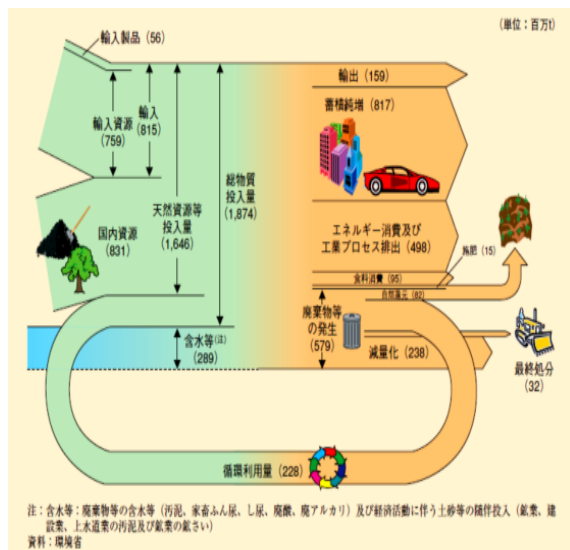 (単位：百万t)
輸入製品 (56)
輸出 (159)
蓄積純増 (817)
輸入資源
(759)
輸入
(815)
総物質
投入量
(1,874)
天然資源等
投入量
(1,646)
国内資源
(831)
エネルギー消費及び
工業プロセス排出 (498)
施肥 (15)
食料消費 (95)
自然還元 (82)
廃棄物等
の発生
(579)
含水等(注)
(289)
減量化 (238)
最終処分
(32)
循環利用量 (228)
注：含水等：廃棄物等の含水等（汚泥、家畜ふん尿、し尿、廃酸、廃アルカリ）及び経済活動に伴う土砂等の随伴投入（鉱業、建
設業、上水道業の汚泥及び鉱業の鉱さい）
資料：環境省